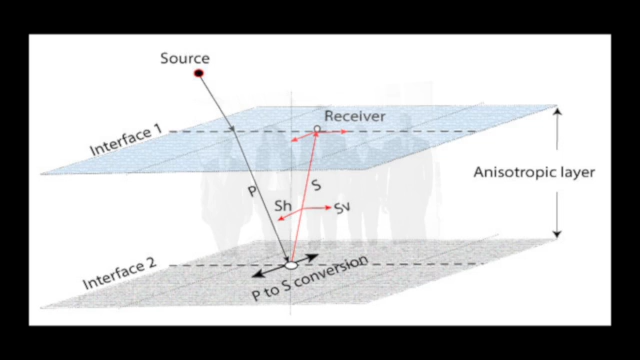 Source
Receiver
Interface 1
Anisotropic layer
P
S
Sh
Sv
Interface 2
P to S conversion